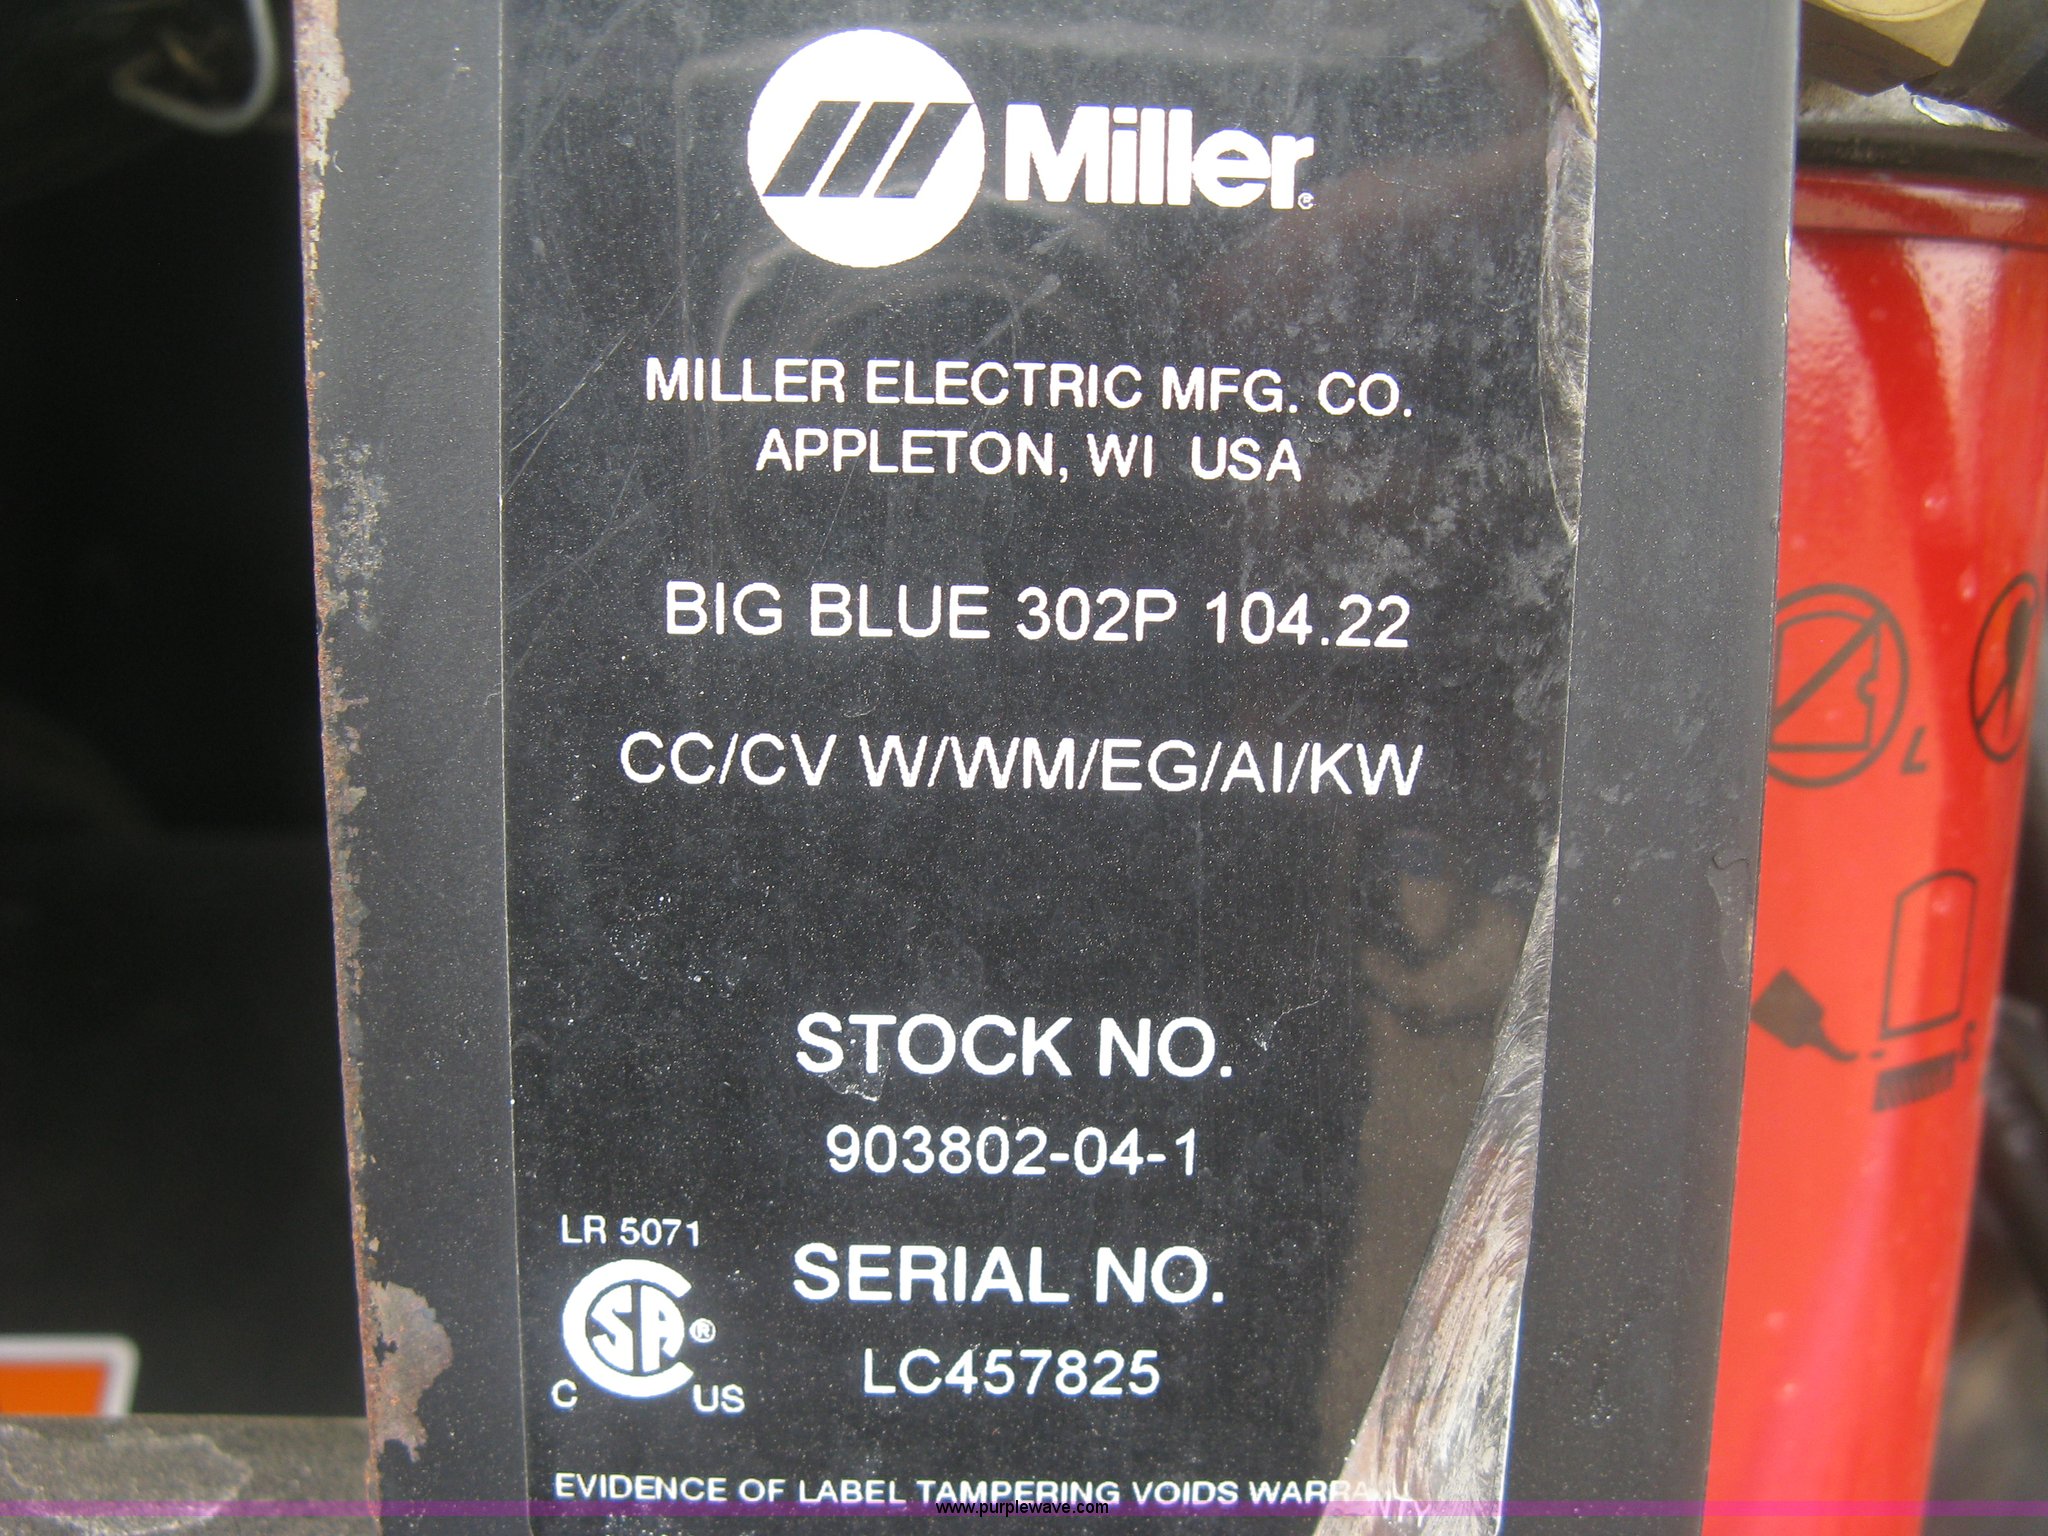 Miller®
MILLER ELECTRIC MFG. CO.
APPLETON, WI USA
BIG BLUE 302P 104.22
CC/CV W/WM/EG/AI/KW
STOCK NO.
903802-04-1
LR 5071
SERIAL NO.
LC457825
CSA®
C US
EVIDENCE OF LABEL TAMPERING VOIDS
www.purplewave.com